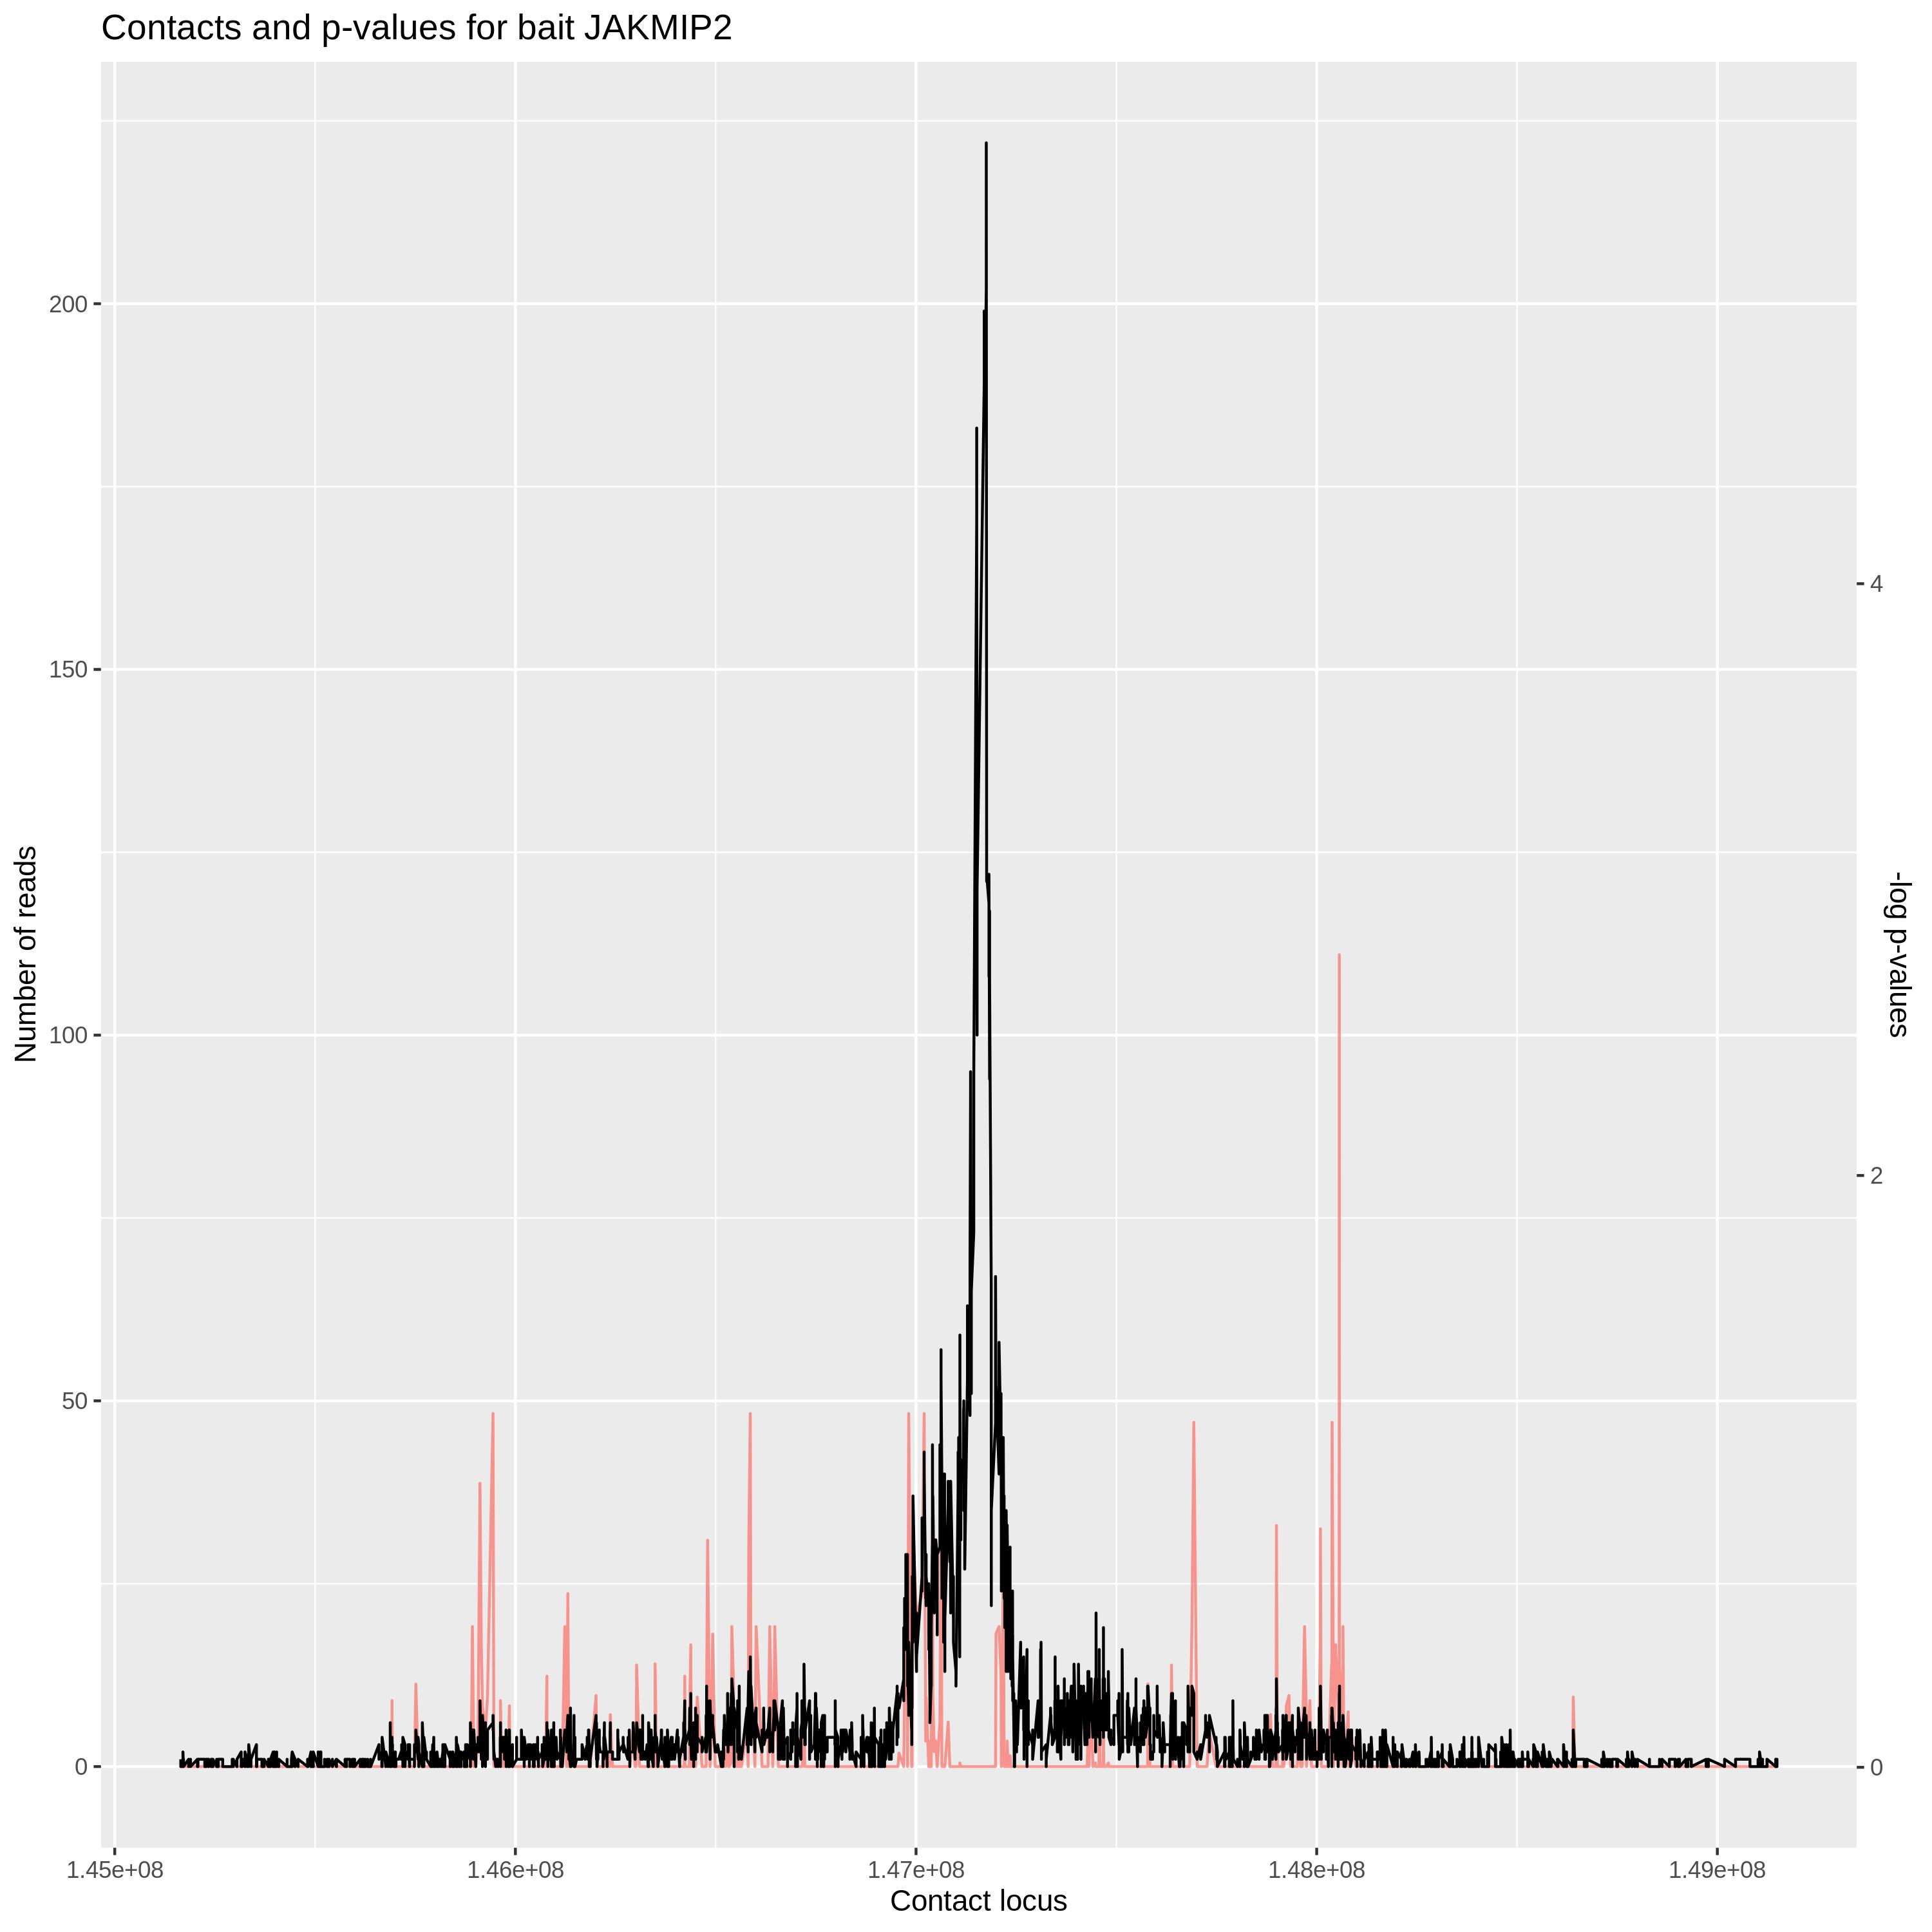 Contacts and p-values for bait JAKMIP2
Number of reads
200
150
100
50
0
4
2
0
-log p-values
1.45e+08
1.46e+08
1.47e+08
1.48e+08
1.49e+08
Contact locus